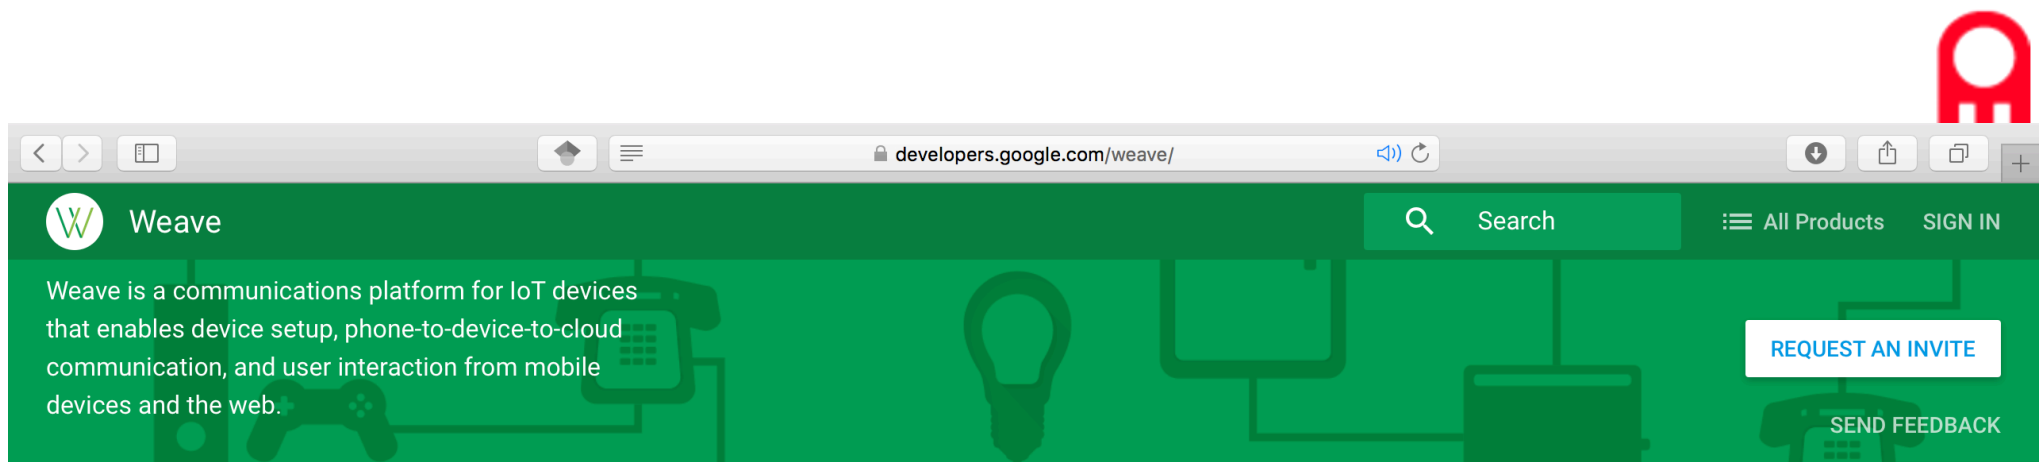 developers.google.com/weave/
W Weave
Search
All Products
SIGN IN
Weave is a communications platform for IoT devices
that enables device setup, phone-to-device-to-cloud
communication, and user interaction from mobile
devices and the web.
REQUEST AN INVITE
SEND FEEDBACK